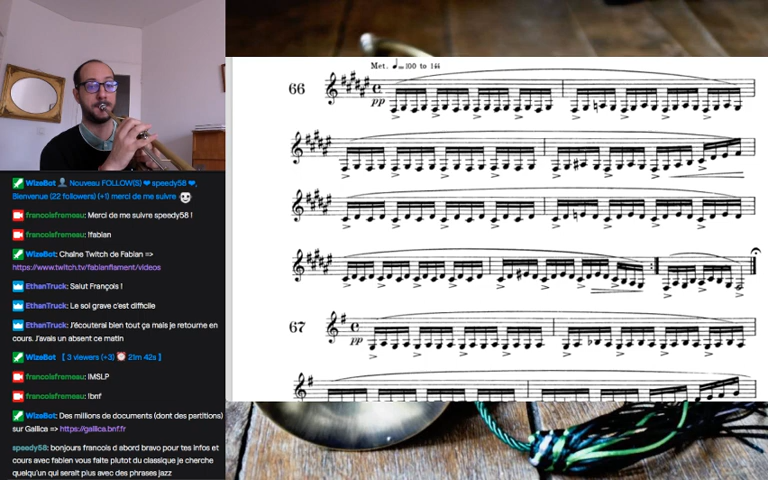 Met. ♩= 100 to 144
66
pp
67
pp
WizeBot 👤 Nouveau FOLLOW(S) ❤ speedy58 ❤,
Bienvenue (22 followers) (+1) merci de me suivre
francoisfremeau: Merci de me suivre speedy58 !
francoisfremeau: !fabian
WizeBot: Chaîne Twitch de Fabian =>
https://www.twitch.tv/fabianflament/videos
EthanTruck: Salut François !
EthanTruck: Le sol grave c'est difficile
EthanTruck: J'écouterai bien tout ça mais je retourne en
cours. J'avais un absent ce matin
WizeBot 【 3 viewers (+3) ⏰ 21m 42s 】
francoisfremeau: !IMSLP
francoisfremeau: !bnf
WizeBot: Des millions de documents (dont des partitions)
sur Gallica => https://gallica.bnf.fr
speedy58: bonjours francois d abord bravo pour tes infos et
cours avec fabien vous faite plutot du classique je cherche
quelqu'un qui serait plus avec des phrases jazz